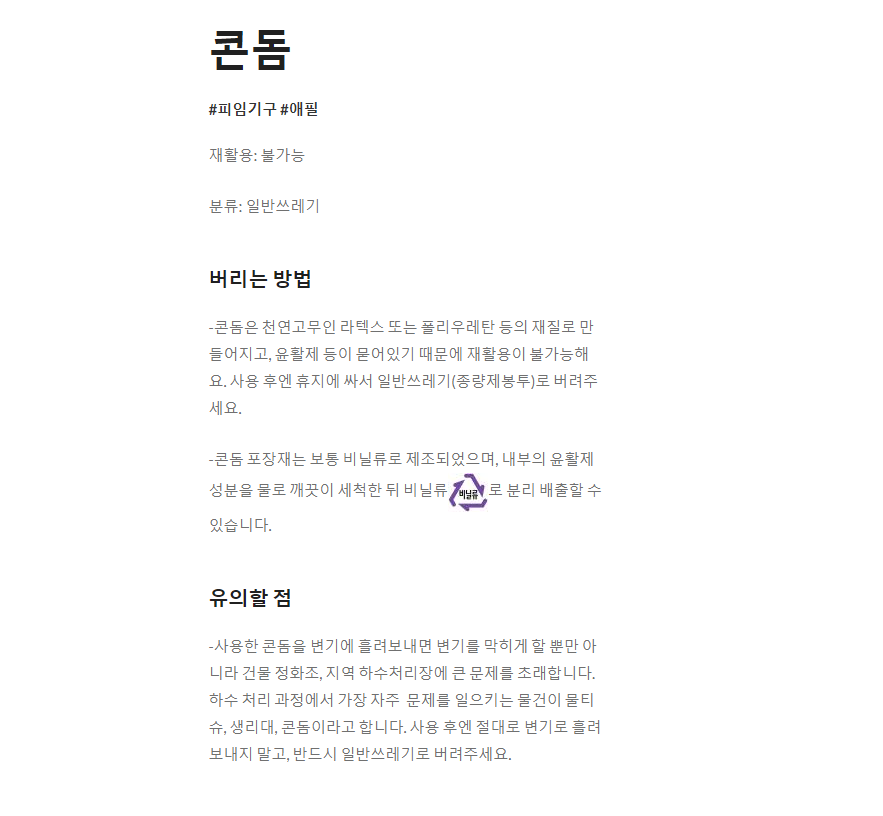 콘돔
#피임기구 #애필
재활용: 불가능
분류: 일반쓰레기
버리는 방법
-콘돔은 천연고무인 라텍스 또는 폴리우레탄 등의 재질로 만
들어지고, 윤활제 등이 묻어있기 때문에 재활용이 불가능해
요. 사용 후엔 휴지에 싸서 일반쓰레기(종량제봉투)로 버려주
세요.
-콘돔 포장재는 보통 비닐류로 제조되었으며, 내부의 윤활제
성분을 물로 깨끗이 세척한 뒤 비닐류 비닐류 로 분리 배출할 수
있습니다.
유의할 점
-사용한 콘돔을 변기에 흘려보내면 변기를 막히게 할 뿐만 아
니라 건물 정화조, 지역 하수처리장에 큰 문제를 초래합니다.
하수 처리 과정에서 가장 자주 문제를 일으키는 물건이 물티
슈, 생리대, 콘돔이라고 합니다. 사용 후엔 절대로 변기로 흘려
보내지 말고, 반드시 일반쓰레기로 버려주세요.